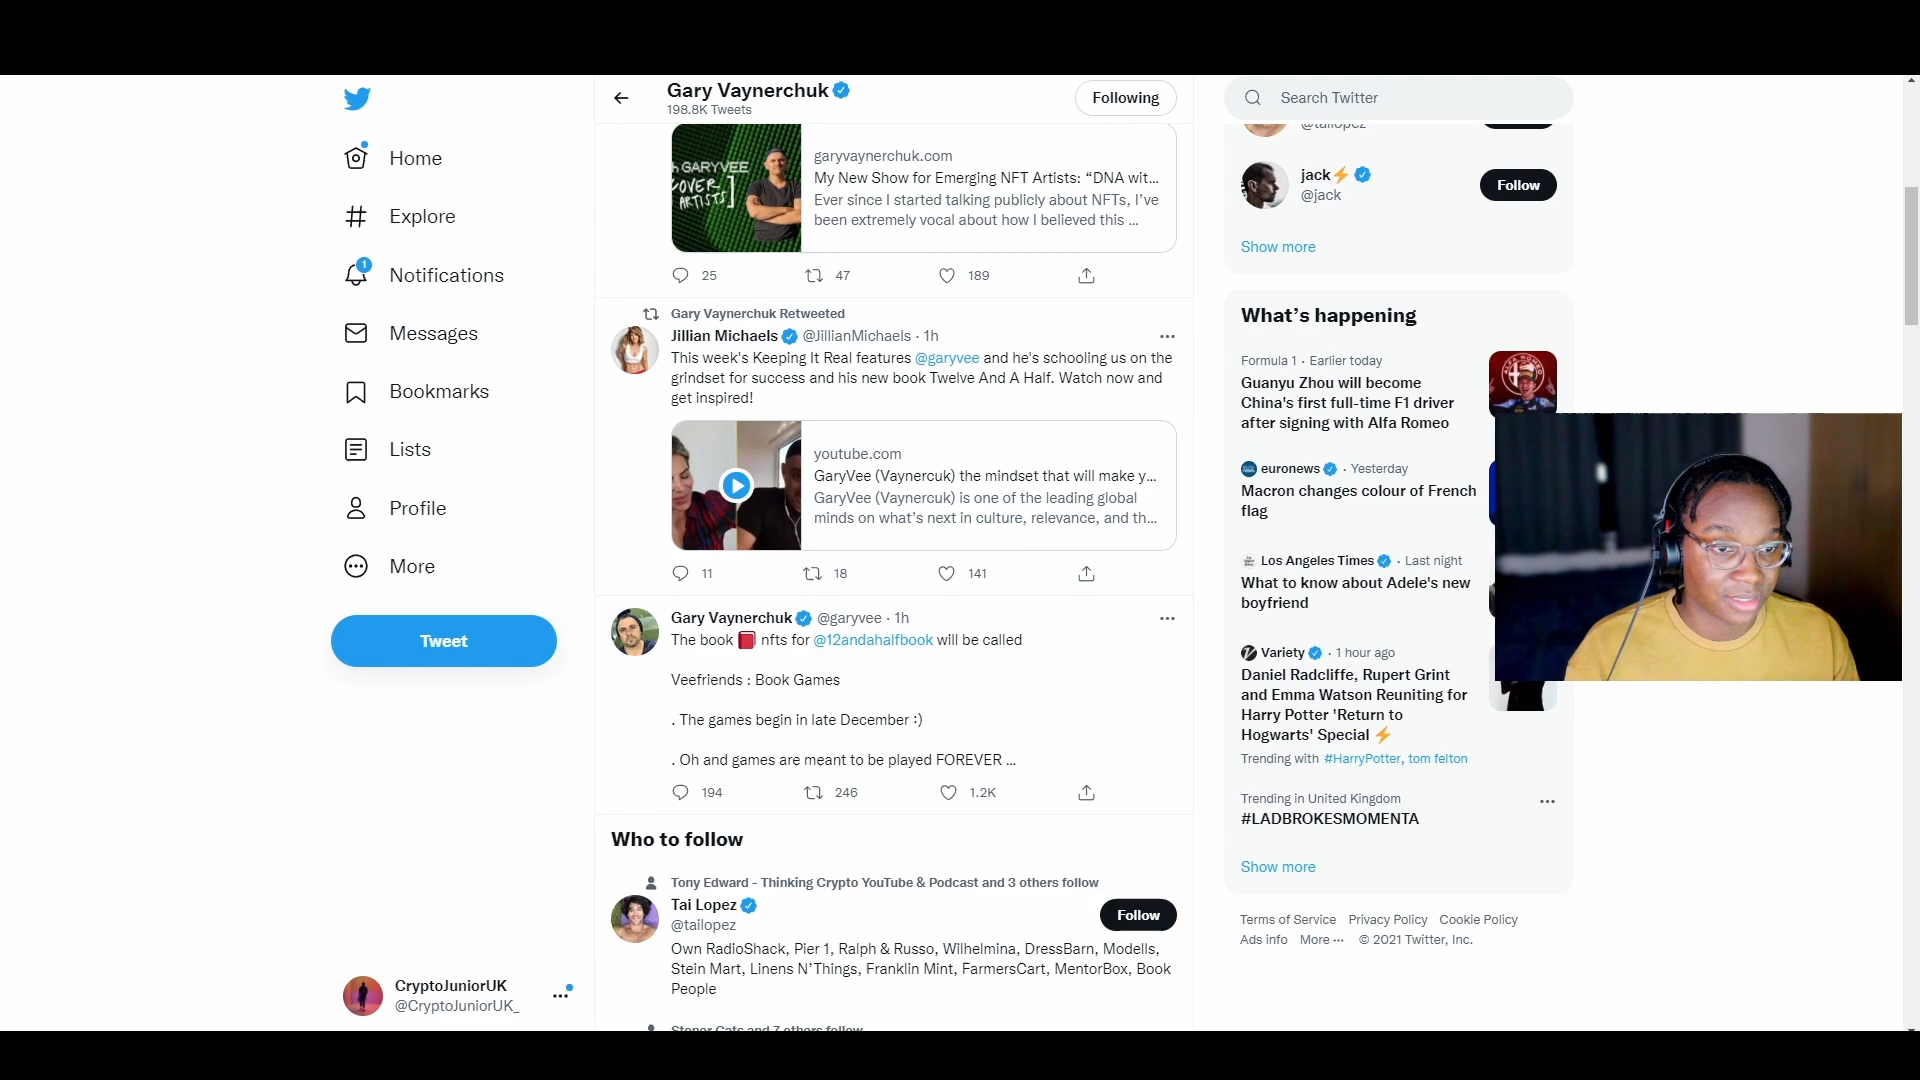 Gary Vaynerchuk
198.8K Tweets
Following
Search Twitter
Home
Explore
Notifications
1
Messages
Bookmarks
Lists
Profile
More
Tweet
CryptoJuniorUK
@CryptoJuniorUK_
GARYVEE
garyvaynerchuk.com
My New Show for Emerging NFT Artists: “DNA wit...
Ever since I started talking publicly about NFTs, I’ve
been extremely vocal about how I believed this ...
25
47
189
Gary Vaynerchuk Retweeted
Jillian Michaels @JillianMichaels · 1h
This week's Keeping It Real features @garyvee and he's schooling us on the
grindset for success and his new book Twelve And A Half. Watch now and
get inspired!
youtube.com
GaryVee (Vaynercuk) the mindset that will make y...
GaryVee (Vaynercuk) is one of the leading global
minds on what’s next in culture, relevance, and th...
11
18
141
Gary Vaynerchuk @garyvee · 1h
The book 📕 nfts for @12andahalfbook will be called
Veefriends : Book Games
. The games begin in late December :)
. Oh and games are meant to be played FOREVER ...
194
246
1.2K
Who to follow
Tony Edward - Thinking Crypto YouTube & Podcast and 3 others follow
Tai Lopez
@tailopez
Follow
Own RadioShack, Pier 1, Ralph & Russo, Wilhelmina, DressBarn, Modells,
Stein Mart, Linens N’Things, Franklin Mint, FarmersCart, MentorBox, Book
People
Stoner Cats and 7 others follow
@tailopez
jack⚡
@jack
Follow
Show more
What’s happening
Formula 1 · Earlier today
Guanyu Zhou will become
China's first full-time F1 driver
after signing with Alfa Romeo
euronews · Yesterday
Macron changes colour of French
flag
Los Angeles Times · Last night
What to know about Adele's new
boyfriend
Variety · 1 hour ago
Daniel Radcliffe, Rupert Grint
and Emma Watson Reuniting for
Harry Potter 'Return to
Hogwarts' Special ⚡
Trending with #HarryPotter, tom felton
Trending in United Kingdom
#LADBROKESMOMENTA
Show more
Terms of Service Privacy Policy Cookie Policy
Ads info More ··· © 2021 Twitter, Inc.